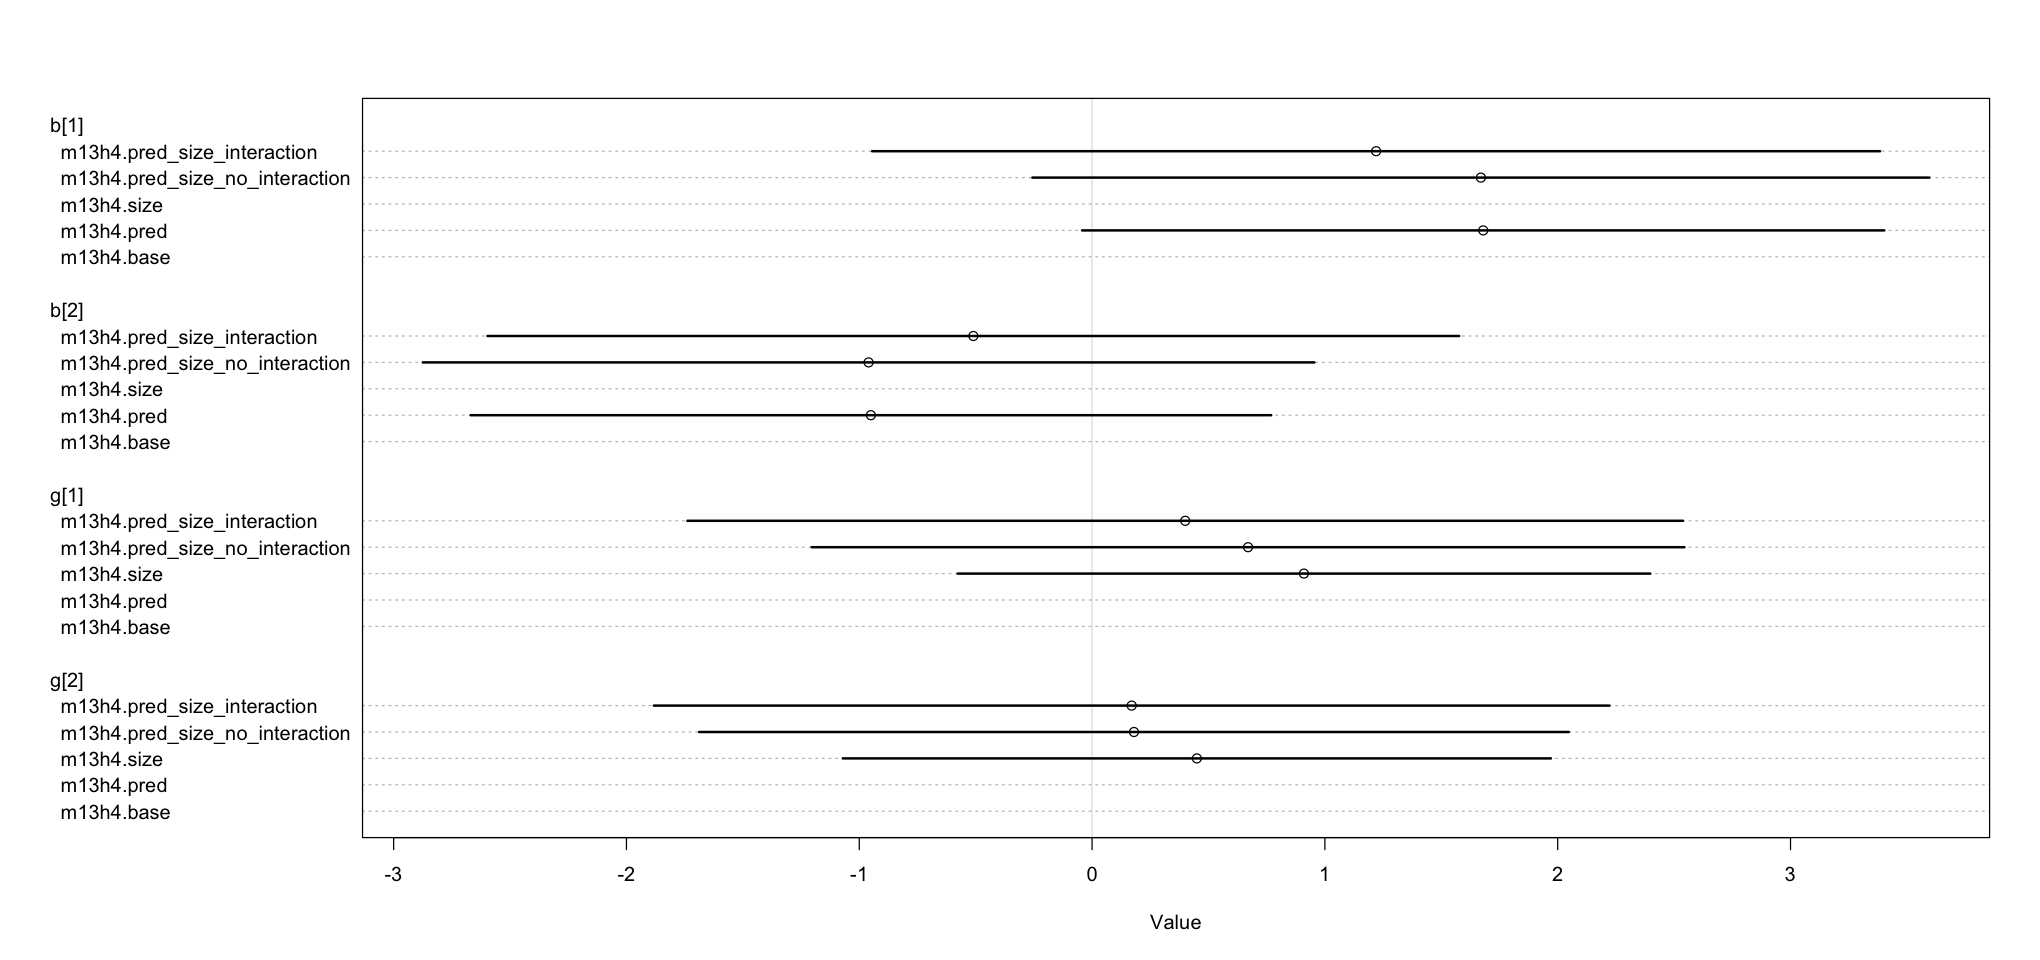 b[1]
m13h4.pred_size_interaction
m13h4.pred_size_no_interaction
m13h4.size
m13h4.pred
m13h4.base
b[2]
m13h4.pred_size_interaction
m13h4.pred_size_no_interaction
m13h4.size
m13h4.pred
m13h4.base
g[1]
m13h4.pred_size_interaction
m13h4.pred_size_no_interaction
m13h4.size
m13h4.pred
m13h4.base
g[2]
m13h4.pred_size_interaction
m13h4.pred_size_no_interaction
m13h4.size
m13h4.pred
m13h4.base
-3 -2 -1 0 1 2 3
Value